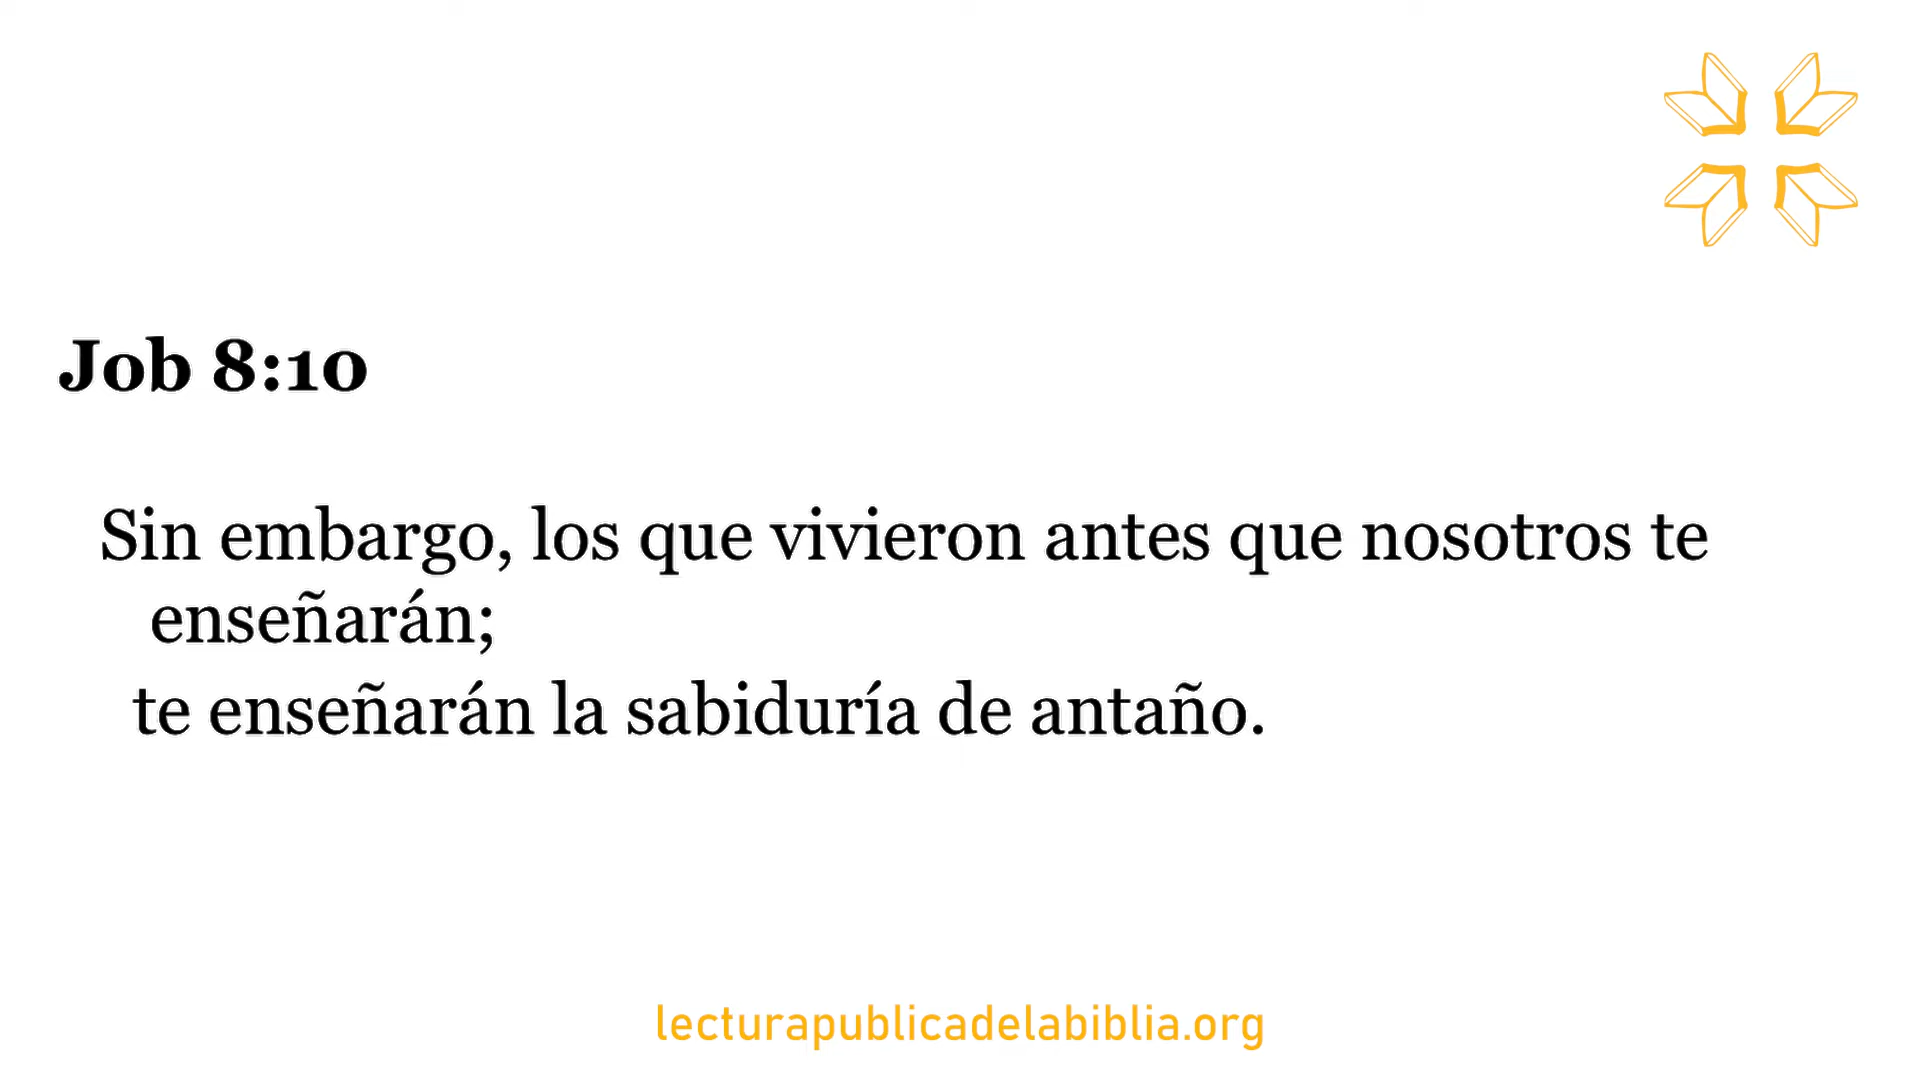 Job 8:10
Sin embargo, los que vivieron antes que nosotros te
enseñarán;
te enseñarán la sabiduría de antaño.
lecturapublicadelabiblia.org